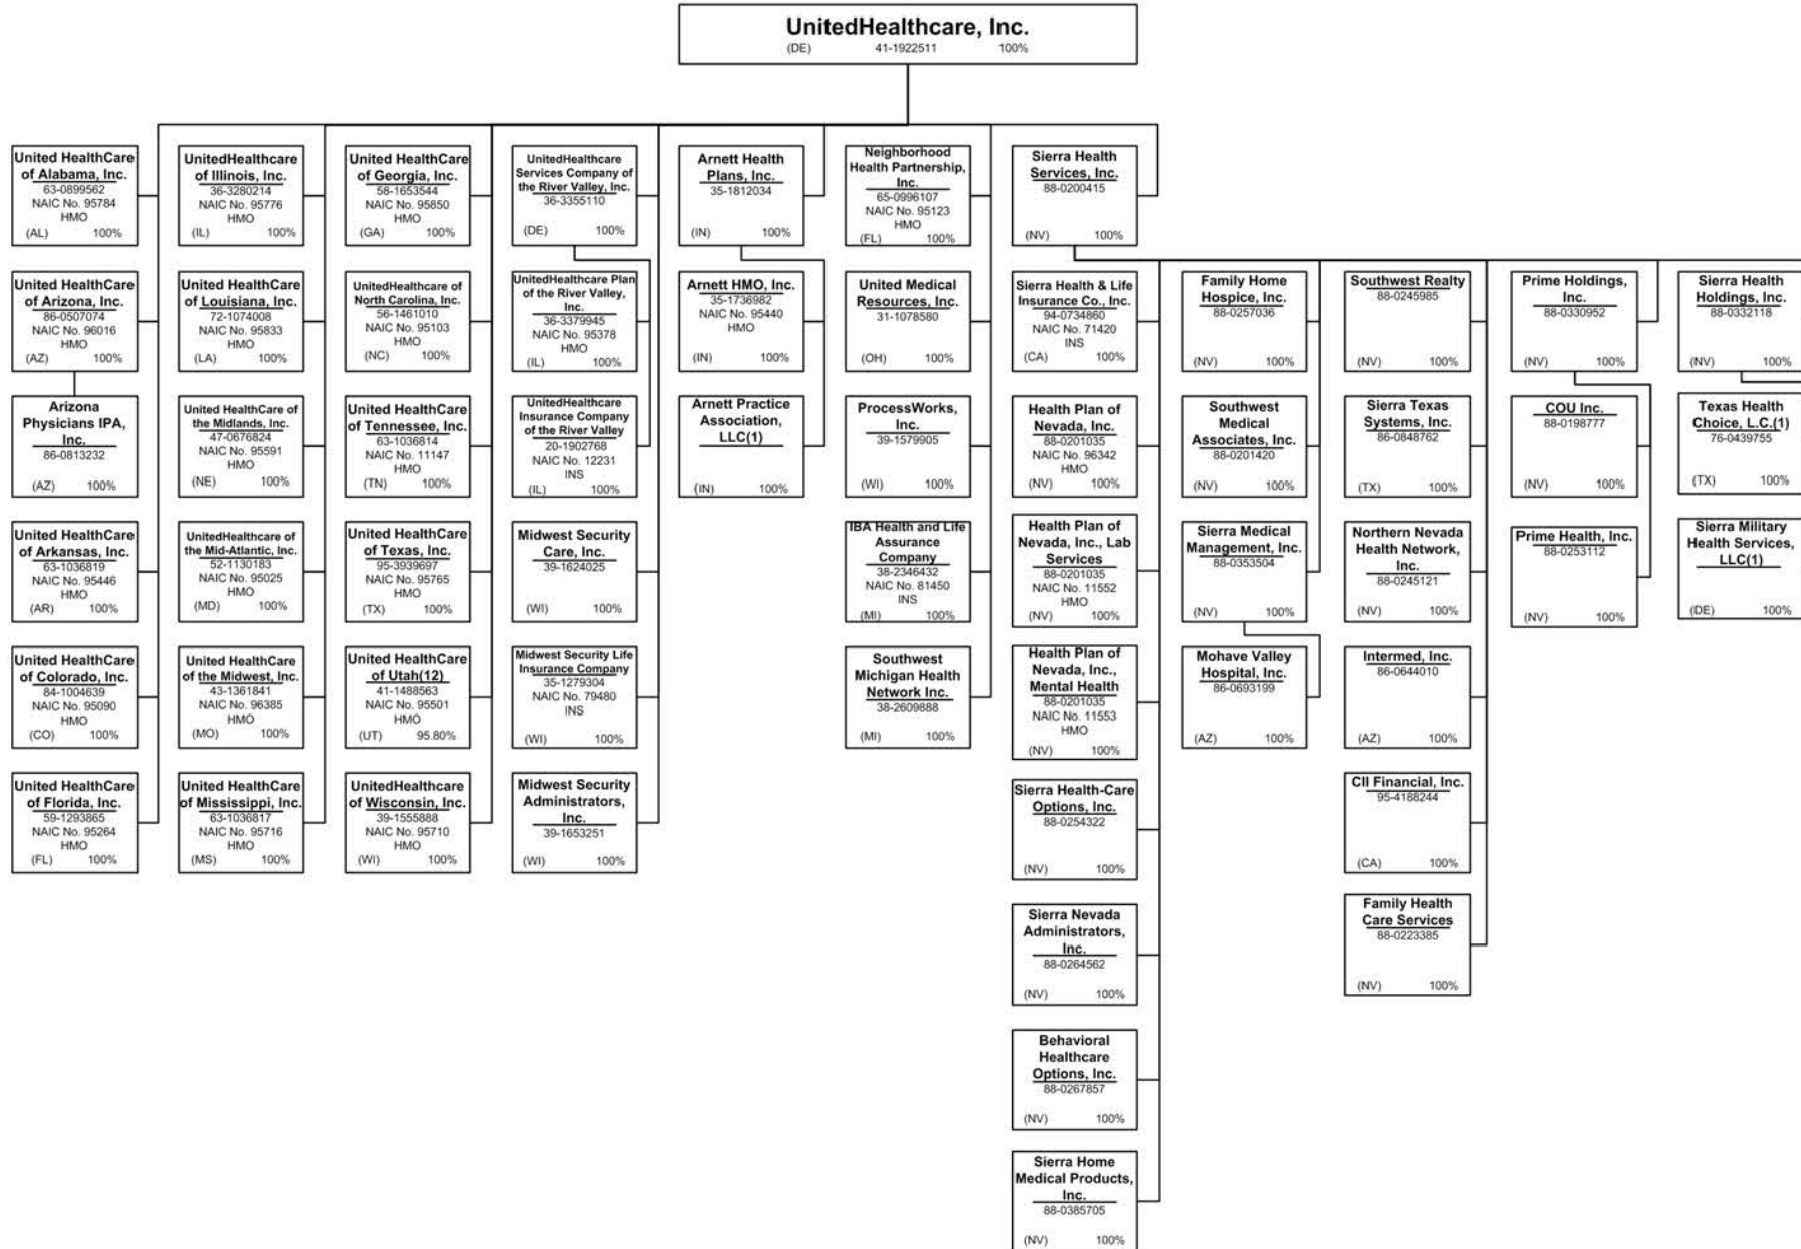 UnitedHealthcare, Inc.
(DE) 41-1922511 100%
United HealthCare
of Alabama, Inc.
63-0899562
NAIC No. 95784
HMO
(AL) 100%
United HealthCare
of Arizona, Inc.
86-0507074
NAIC No. 96016
HMO
(AZ) 100%
Arizona
Physicians IPA,
Inc.
86-0813232
(AZ) 100%
United HealthCare
of Arkansas, Inc.
63-1036819
NAIC No. 95446
HMO
(AR) 100%
United HealthCare
of Colorado, Inc.
84-1004639
NAIC No. 95090
HMO
(CO) 100%
United HealthCare
of Florida, Inc.
59-1293865
NAIC No. 95264
HMO
(FL) 100%
UnitedHealthcare
of Illinois, Inc.
36-3280214
NAIC No. 95776
HMO
(IL) 100%
United HealthCare
of Louisiana, Inc.
72-1074008
NAIC No. 95833
HMO
(LA) 100%
United HealthCare of
the Midlands, Inc.
47-0676824
NAIC No. 95591
HMO
(NE) 100%
UnitedHealthcare of
the Mid-Atlantic, Inc.
52-1130183
NAIC No. 95025
HMO
(MD) 100%
United HealthCare
of the Midwest, Inc.
43-1361841
NAIC No. 96385
HMO
(MO) 100%
United HealthCare
of Mississippi, Inc.
63-1036817
NAIC No. 95716
HMO
(MS) 100%
United HealthCare
of Georgia, Inc.
58-1653544
NAIC No. 95850
HMO
(GA) 100%
UnitedHealthcare of
North Carolina, Inc.
56-1461010
NAIC No. 95103
HMO
(NC) 100%
United HealthCare
of Tennessee, Inc.
63-1036814
NAIC No. 11147
HMO
(TN) 100%
United HealthCare
of Texas, Inc.
95-3939697
NAIC No. 95765
HMO
(TX) 100%
United HealthCare
of Utah(12)
41-1488563
NAIC No. 95501
HMO
(UT) 95.80%
UnitedHealthcare
of Wisconsin, Inc.
39-1555888
NAIC No. 95710
HMO
(WI) 100%
UnitedHealthcare
Services Company of
the River Valley, Inc.
36-3355110
(DE) 100%
UnitedHealthcare Plan
of the River Valley,
Inc.
36-3379945
NAIC No. 95378
HMO
(IL) 100%
UnitedHealthcare
Insurance Company
of the River Valley
20-1902768
NAIC No. 12231
INS
(IL) 100%
Midwest Security
Care, Inc.
39-1624025
(WI) 100%
Midwest Security Life
Insurance Company
35-1279304
NAIC No. 79480
INS
(WI) 100%
Midwest Security
Administrators,
Inc.
39-1653251
(WI) 100%
Arnett Health
Plans, Inc.
35-1812034
(IN) 100%
Arnett HMO, Inc.
35-1736982
NAIC No. 95440
HMO
(IN) 100%
Arnett Practice
Association,
LLC(1)
(IN) 100%
Neighborhood
Health Partnership,
Inc.
65-0996107
NAIC No. 95123
HMO
(FL) 100%
United Medical
Resources, Inc.
31-1078580
(OH) 100%
ProcessWorks,
Inc.
39-1579905
(WI) 100%
IBA Health and Life
Assurance
Company
38-2346432
NAIC No. 81450
INS
(MI) 100%
Southwest
Michigan Health
Network Inc.
38-2609888
(MI) 100%
Sierra Health
Services, Inc.
88-0200415
(NV) 100%
Sierra Health & Life
Insurance Co., Inc.
94-0734860
NAIC No. 71420
INS
(CA) 100%
Health Plan of
Nevada, Inc.
88-0201035
NAIC No. 96342
HMO
(NV) 100%
Health Plan of
Nevada, Inc., Lab
Services
88-0201035
NAIC No. 11552
HMO
(NV) 100%
Health Plan of
Nevada, Inc.,
Mental Health
88-0201035
NAIC No. 11553
HMO
(NV) 100%
Sierra Health-Care
Options, Inc.
88-0254322
(NV) 100%
Sierra Nevada
Administrators,
Inc.
88-0264562
(NV) 100%
Behavioral
Healthcare
Options, Inc.
88-0267857
(NV) 100%
Sierra Home
Medical Products,
Inc.
88-0385705
(NV) 100%
Family Home
Hospice, Inc.
88-0257036
(NV) 100%
Southwest
Medical
Associates, Inc.
88-0201420
(NV) 100%
Sierra Medical
Management, Inc.
88-0353504
(NV) 100%
Mohave Valley
Hospital, Inc.
86-0693199
(AZ) 100%
Southwest Realty
88-0245985
(NV) 100%
Sierra Texas
Systems, Inc.
86-0848762
(TX) 100%
Northern Nevada
Health Network,
Inc.
88-0245121
(NV) 100%
Intermed, Inc.
86-0644010
(AZ) 100%
CII Financial, Inc.
95-4188244
(CA) 100%
Family Health
Care Services
88-0223385
(NV) 100%
Prime Holdings,
Inc.
88-0330952
(NV) 100%
COU Inc.
88-0198777
(NV) 100%
Prime Health, Inc.
88-0253112
(NV) 100%
Sierra Health
Holdings, Inc.
88-0332118
(NV) 100%
Texas Health
Choice, L.C.(1)
76-0439755
(TX) 100%
Sierra Military
Health Services,
LLC(1)
(DE) 100%